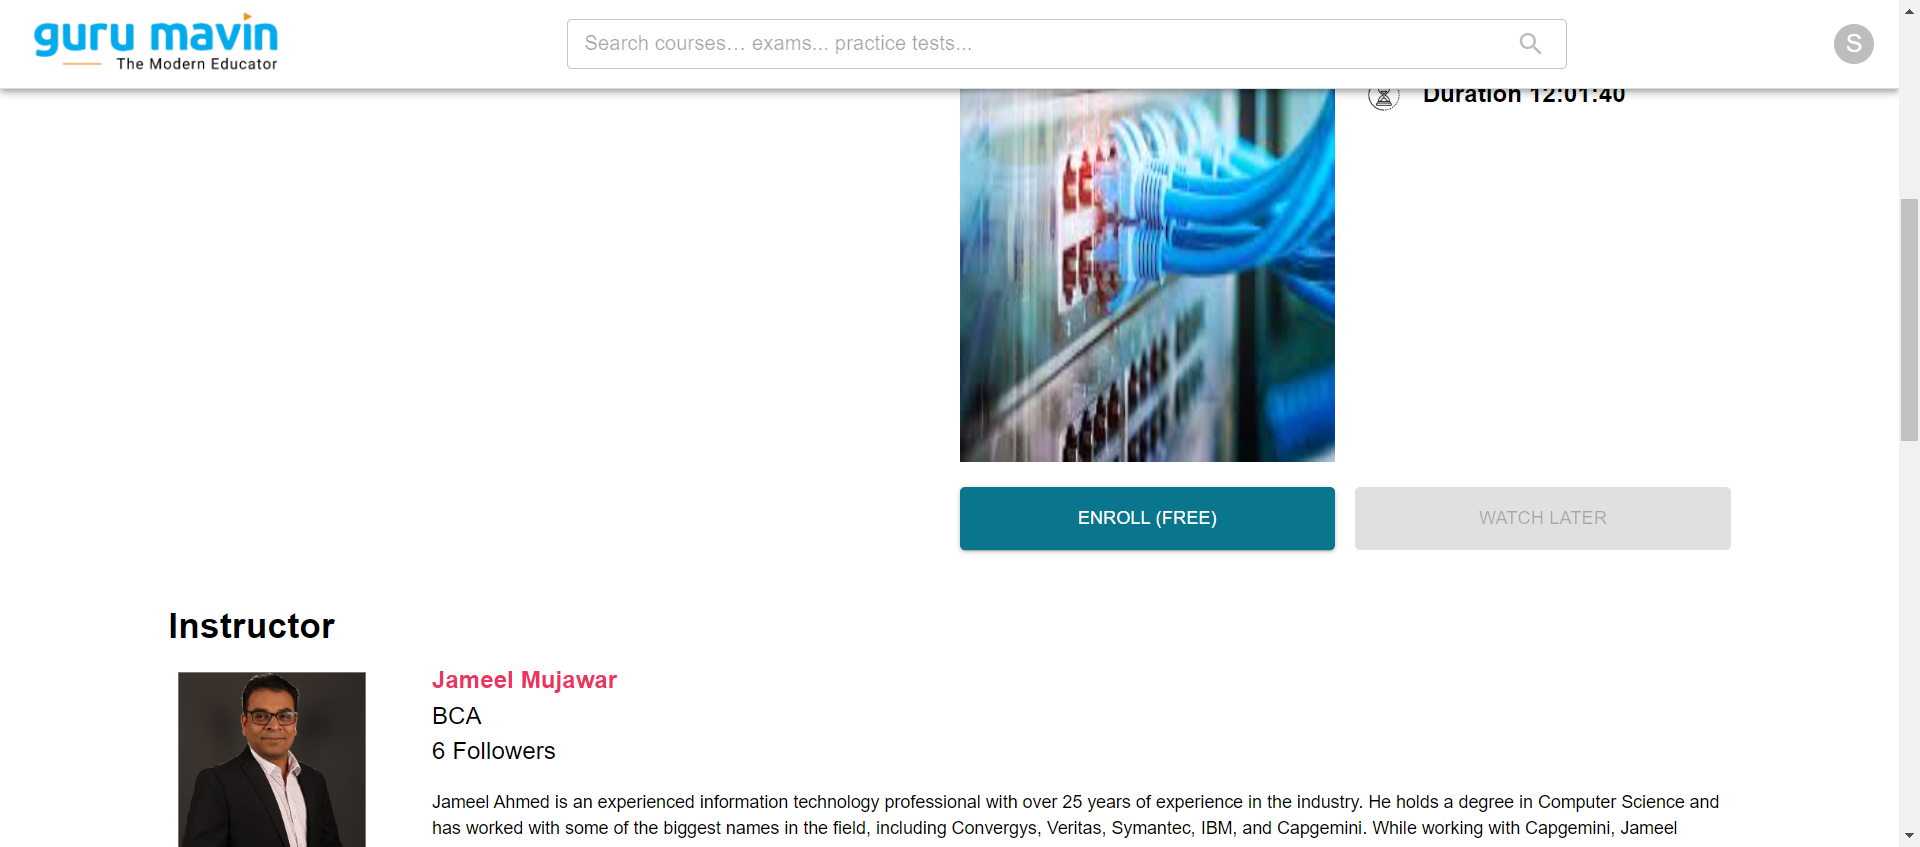 guru mavin
The Modern Educator
Search courses... exams... practice tests...
S
Duration 12:01:40
ENROLL (FREE)
WATCH LATER
Instructor
Jameel Mujawar
BCA
6 Followers
Jameel Ahmed is an experienced information technology professional with over 25 years of experience in the industry. He holds a degree in Computer Science and
has worked with some of the biggest names in the field, including Convergys, Veritas, Symantec, IBM, and Capgemini. While working with Capgemini, Jameel